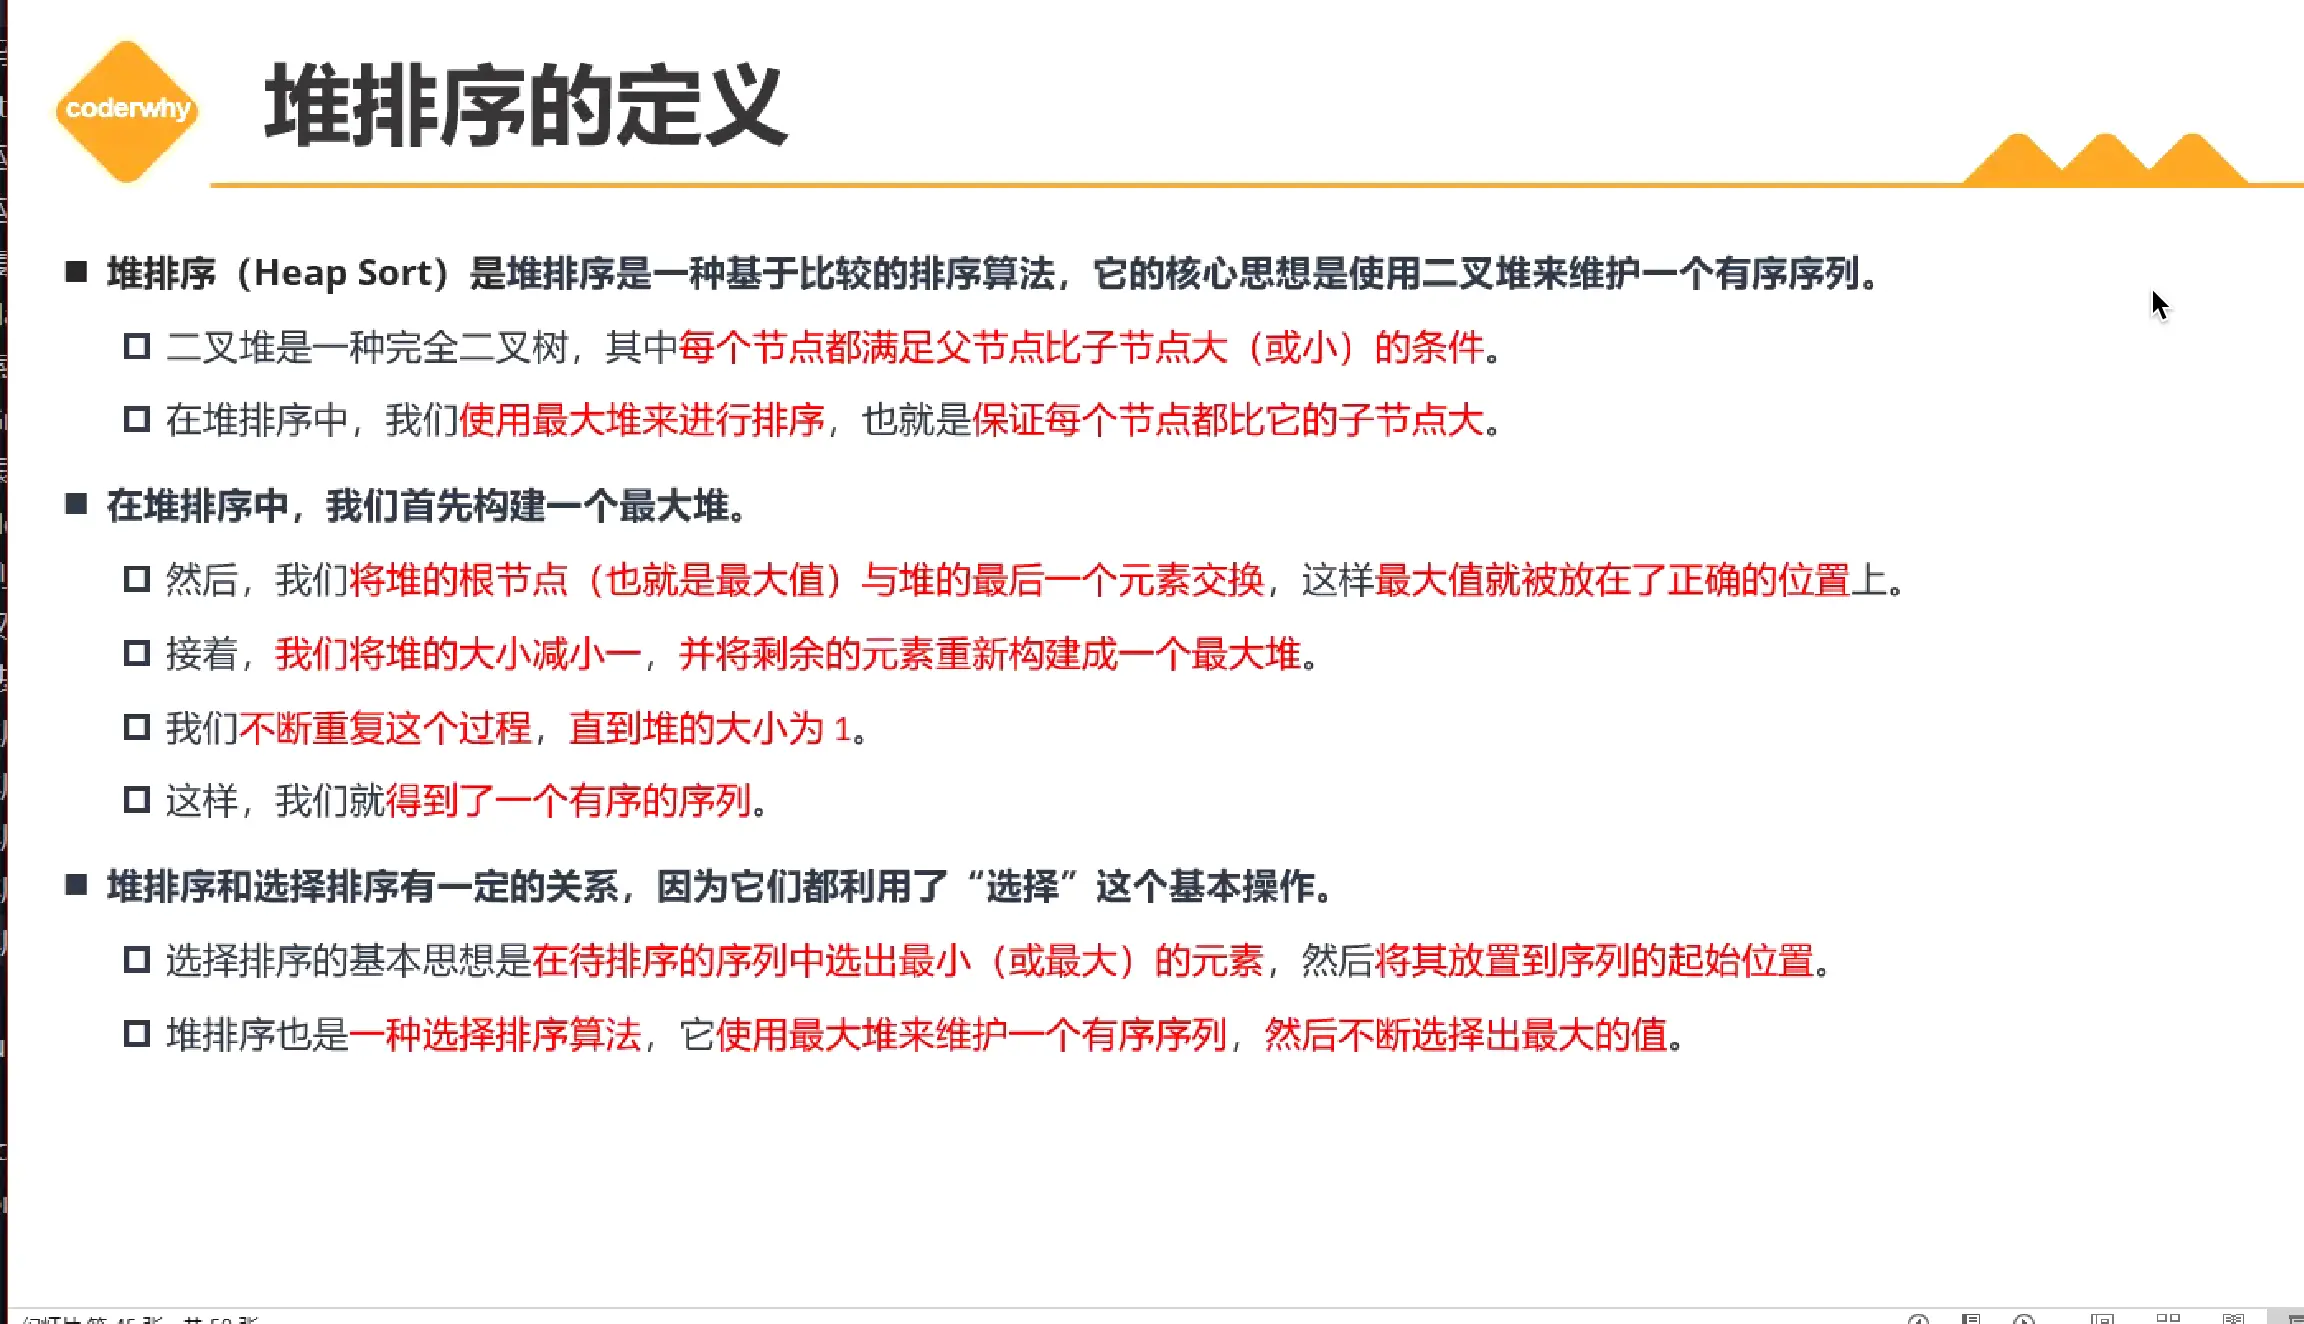 coderwhy
堆排序的定义
堆排序（Heap Sort）是堆排序是一种基于比较的排序算法，它的核心思想是使用二叉堆来维护一个有序序列。
二叉堆是一种完全二叉树，其中每个节点都满足父节点比子节点大（或小）的条件。
在堆排序中，我们使用最大堆来进行排序，也就是保证每个节点都比它的子节点大。
在堆排序中，我们首先构建一个最大堆。
然后，我们将堆的根节点（也就是最大值）与堆的最后一个元素交换，这样最大值就被放在了正确的位置上。
接着，我们将堆的大小减小一，并将剩余的元素重新构建成一个最大堆。
我们不断重复这个过程，直到堆的大小为 1。
这样，我们就得到了一个有序的序列。
堆排序和选择排序有一定的关系，因为它们都利用了“选择”这个基本操作。
选择排序的基本思想是在待排序的序列中选出最小（或最大）的元素，然后将其放置到序列的起始位置。
堆排序也是一种选择排序算法，它使用最大堆来维护一个有序序列，然后不断选择出最大的值。